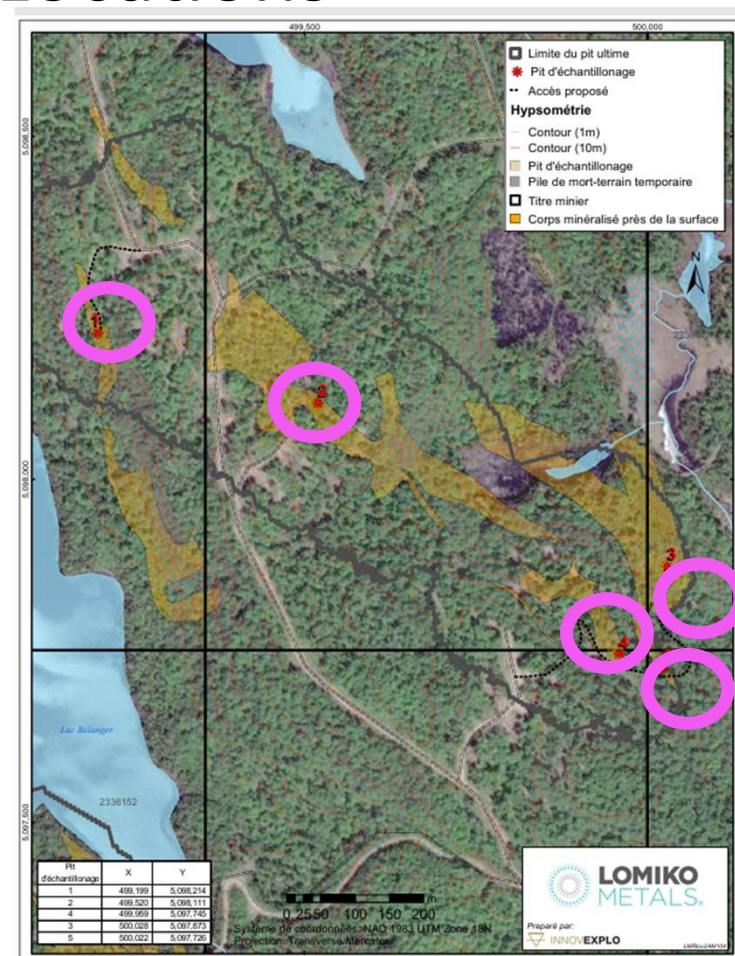 499,500
500,000
Limite du pit ultime
Pit d'échantillonage
Accès proposé
Hypsométrie
Contour (1m)
Contour (10m)
Pit d'échantillonage
Pile de mort-terrain temporaire
Titre minier
Corps minéralisé près de la surface
5,098,500
N
1
2
5,098,000
3
4
Lac Bélanger
2336152
5,097,500
Pit d'échantillonage X Y
1 499,199 5,098,214
2 499,520 5,098,111
4 499,959 5,097,745
3 500,028 5,097,873
5 500,022 5,097,726
0 25 50 100 150 200
m
Système de coordonnées: NAD 1983 UTM Zone 18N
Projection: Transverse Mercator
LOMIKO
METALS
Preparé par:
INNOVEXPLO